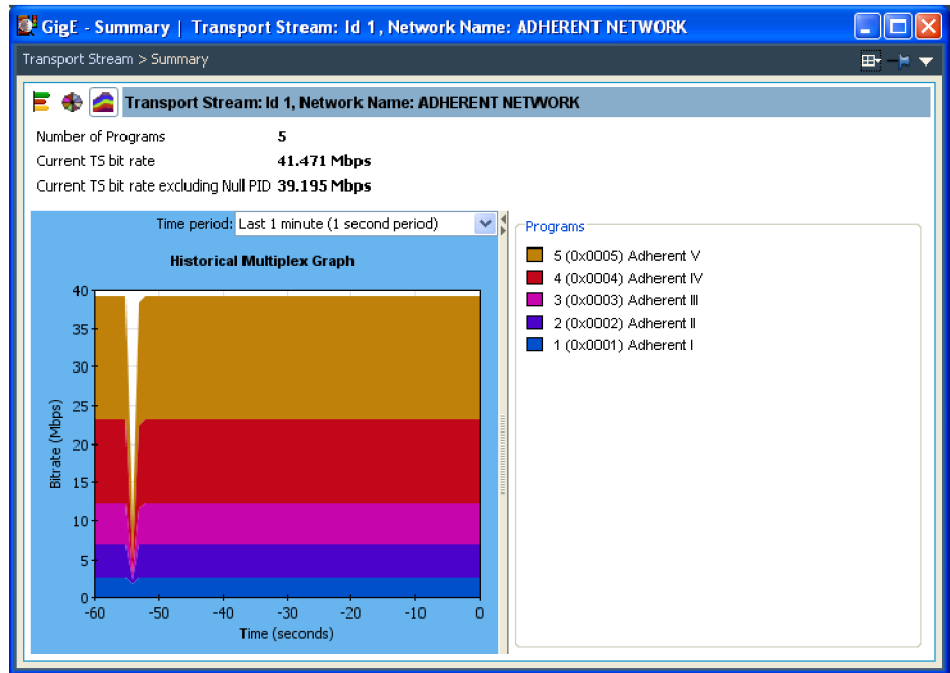 GigE - Summary | Transport Stream: Id 1, Network Name: ADHERENT NETWORK
Transport Stream > Summary
Transport Stream: Id 1, Network Name: ADHERENT NETWORK
Number of Programs 5
Current TS bit rate 41.471 Mbps
Current TS bit rate excluding Null PID 39.195 Mbps
Time period: Last 1 minute (1 second period)
Historical Multiplex Graph
40
35
30
25
20
15
10
5
0
Bitrate (Mbps)
-60 -50 -40 -30 -20 -10 0
Time (seconds)
Programs
5 (0x0005) Adherent V
4 (0x0004) Adherent IV
3 (0x0003) Adherent III
2 (0x0002) Adherent II
1 (0x0001) Adherent I